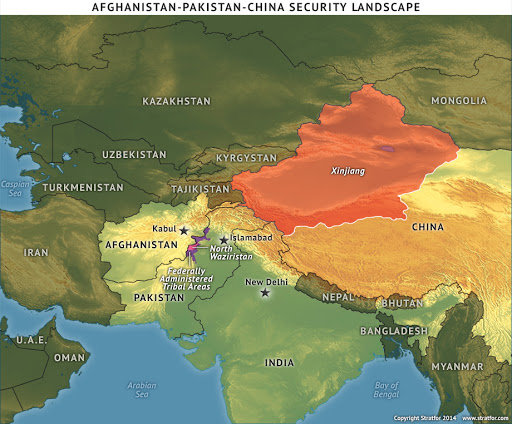 AFGHANISTAN-PAKISTAN-CHINA SECURITY LANDSCAPE
KAZAKHSTAN
MONGOLIA
UZBEKISTAN
KYRGYSTAN
Xinjiang
Caspian
Sea
TURKMENISTAN
TAJIKISTAN
Kabul
Islamabad
CHINA
IRAN
AFGHANISTAN
North
Waziristan
Federally
Administered
Tribal Areas
PAKISTAN
New Delhi
NEPAL
BHUTAN
U.A.E.
OMAN
BANGLADESH
INDIA
MYANMAR
Arabian
Sea
Bay of
Bengal
Copyright Stratfor 2014 www.stratfor.com